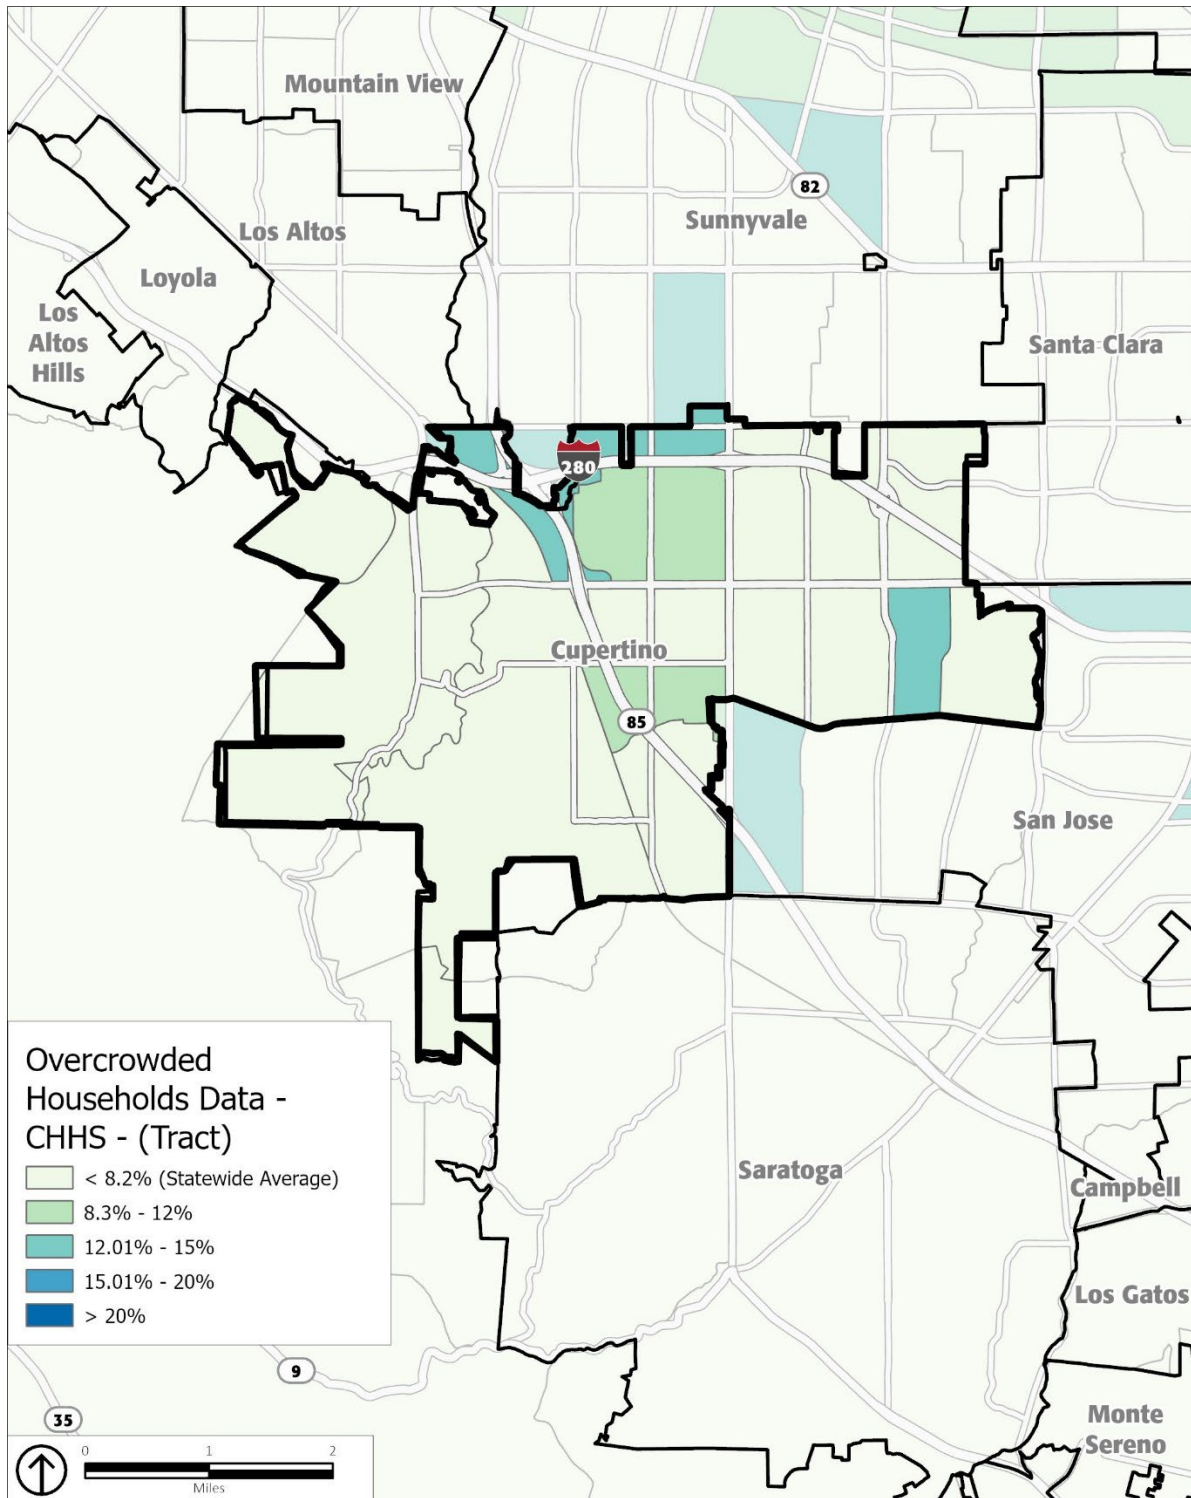 Mountain View
82
Sunnyvale
Los Altos
Loyola
Los
Altos
Hills
Santa Clara
280
Cupertino
85
San Jose
Overcrowded
Households Data -
CHHS - (Tract)
< 8.2% (Statewide Average)
8.3% - 12%
12.01% - 15%
15.01% - 20%
> 20%
Saratoga
Campbell
Los Gatos
9
35
Monte
Sereno
0 1 2
Miles